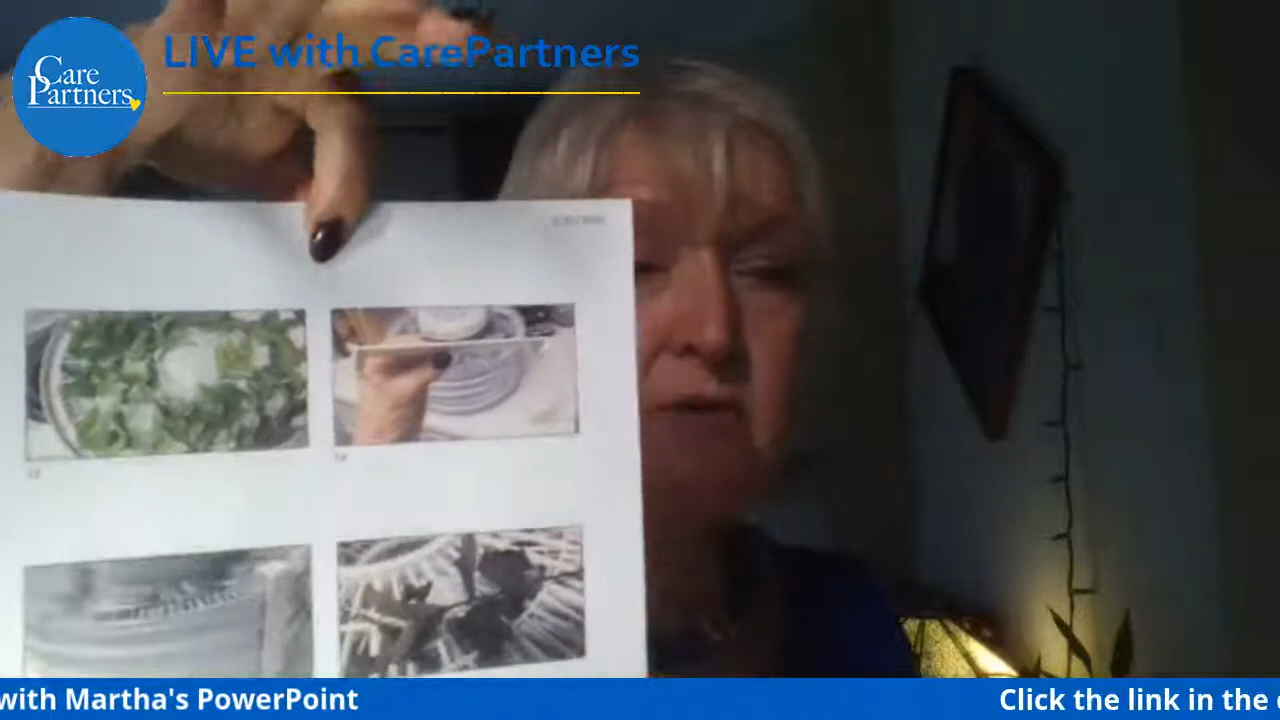 Care
Partners
LIVE with CarePartners
with Martha's PowerPoint
Click the link in the